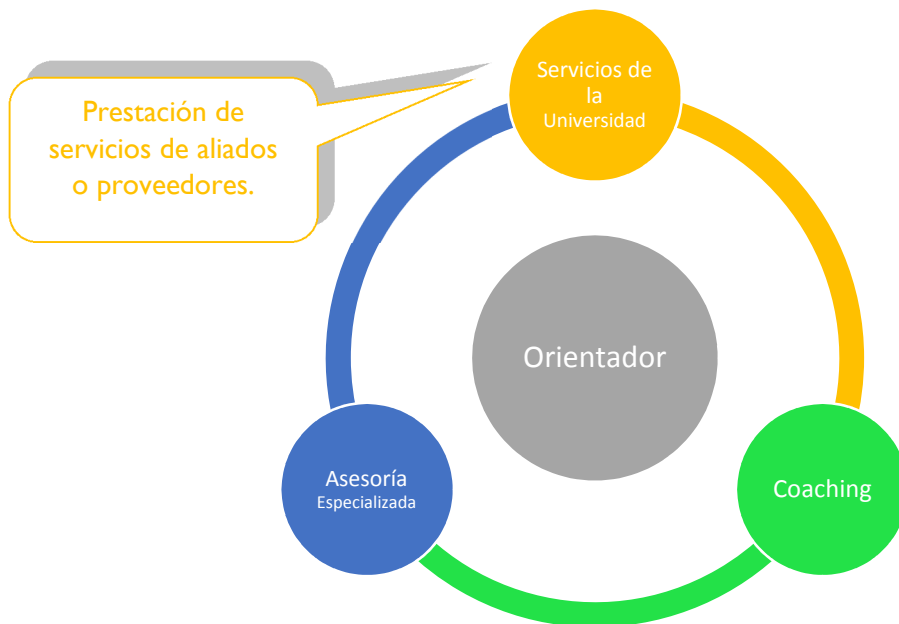 Prestación de
servicios de aliados
o proveedores.
Servicios de
la
Universidad
Orientador
Asesoría
Especializada
Coaching